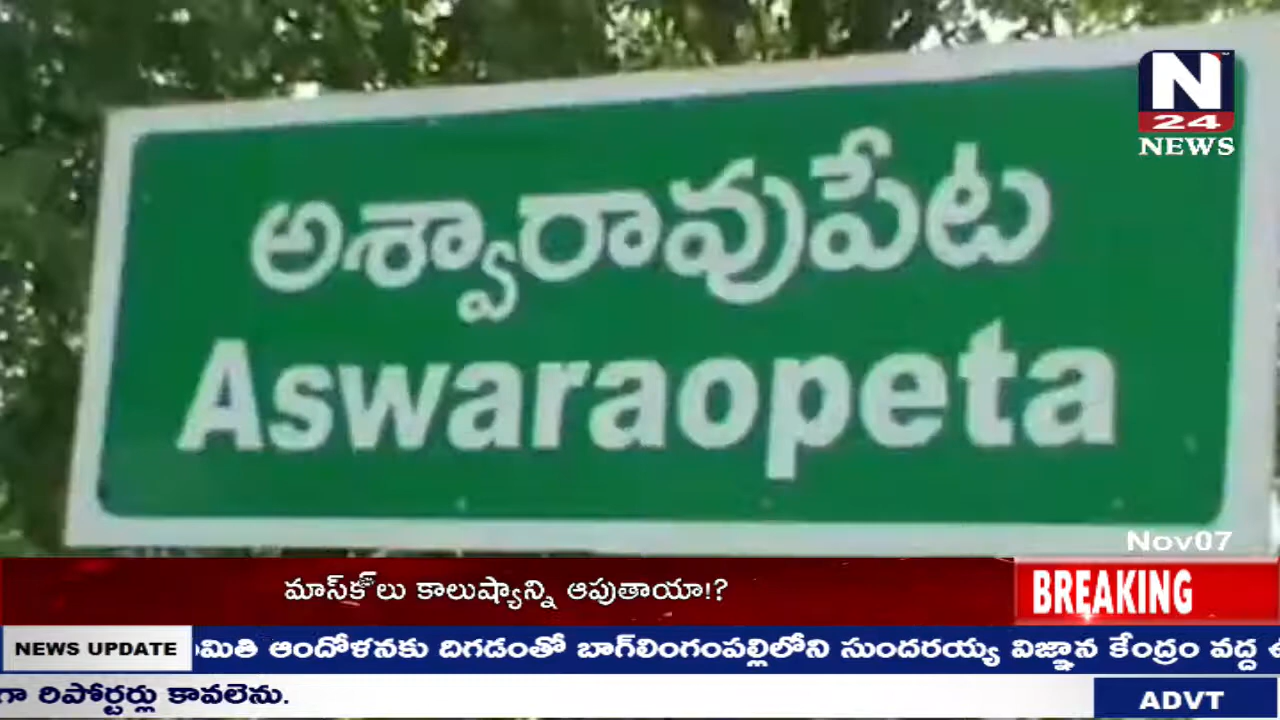 N
24
NEWS
అశ్వారావుపేట
Aswaraopeta
Nov07
మాస్‌క్‌లు కాలుష్యాన్ని ఆపుతాయా!?
BREAKING
NEWS UPDATE
ఆందోళనకు దిగడంతో బాగ్‌లింగంపల్లిలోని సుందరయ్య విజ్ఞాన కేంద్రం వద్ద
గా రిపోర్టర్లు కావలెను.
ADVT